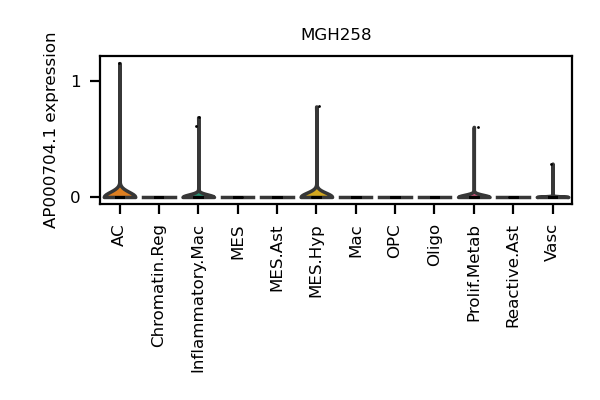 MGH258
AP000704.1 expression
1
0
AC
Chromatin.Reg
Inflammatory.Mac
MES
MES.Ast
MES.Hyp
Mac
OPC
Oligo
Prolif.Metab
Reactive.Ast
Vasc